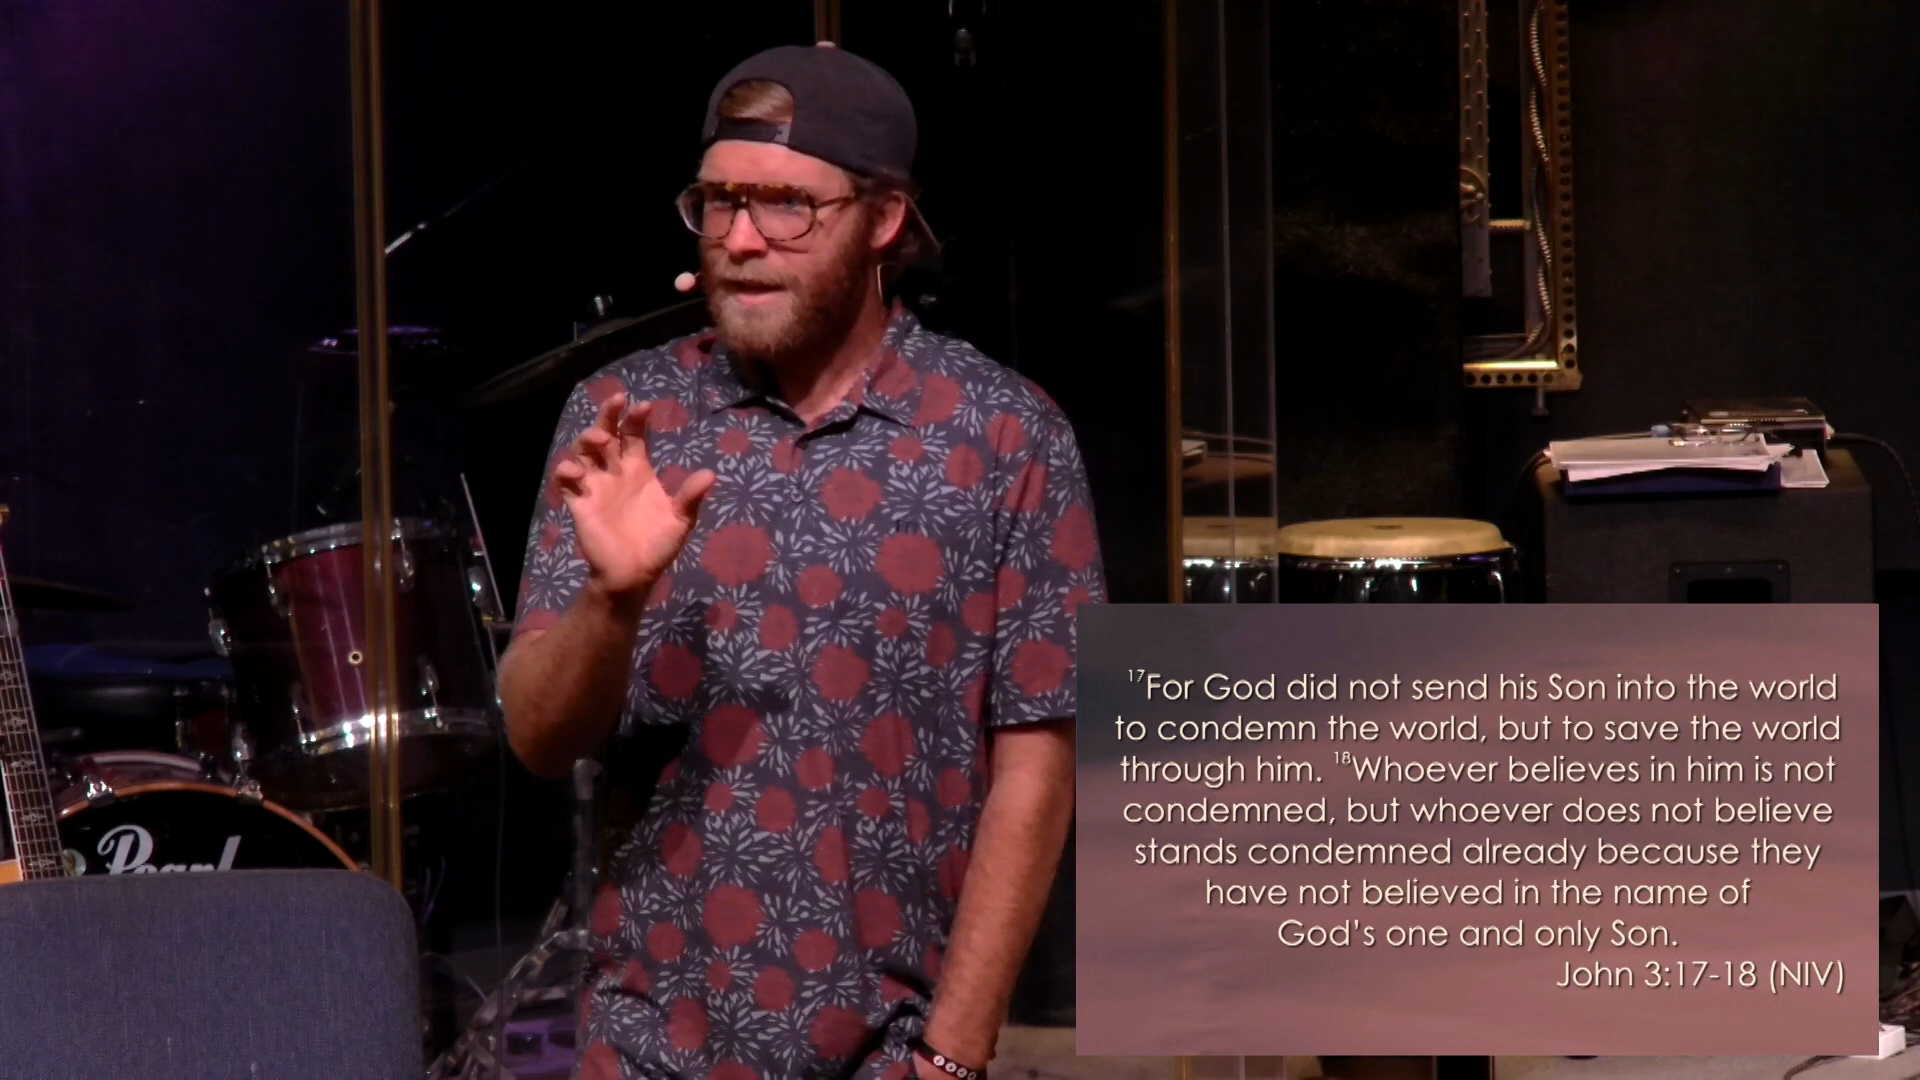 Pearl
¹⁷For God did not send his Son into the world
to condemn the world, but to save the world
through him. ¹⁸Whoever believes in him is not
condemned, but whoever does not believe
stands condemned already because they
have not believed in the name of
God's one and only Son.
John 3:17-18 (NIV)